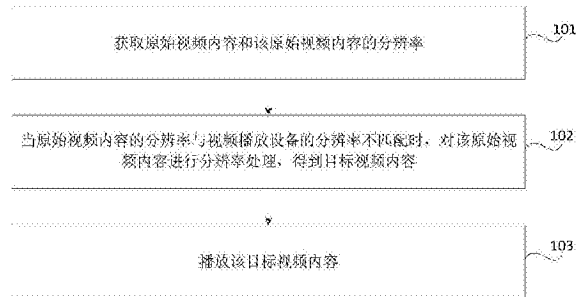 获取原始视频内容和该原始视频内容的分辨率
101
当原始视频内容的分辨率与视频播放设备的分辨率不匹配时，对该原始视
频内容进行分辨率处理，得到目标视频内容
102
播放该目标视频内容
103